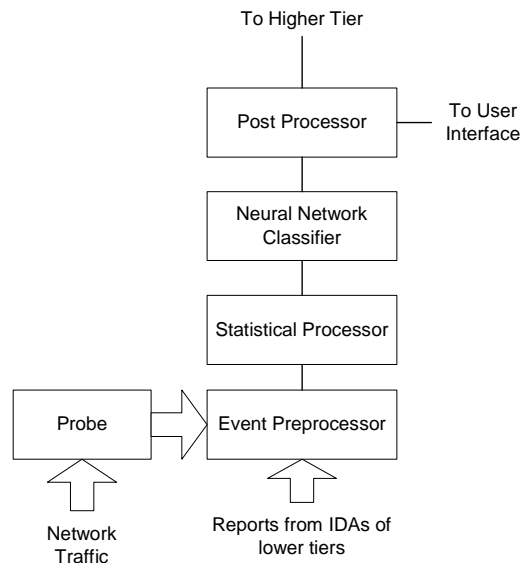 To Higher Tier
Post Processor
To User
Interface
Neural Network
Classifier
Statistical Processor
Probe
Event Preprocessor
Network
Traffic
Reports from IDAs of
lower tiers